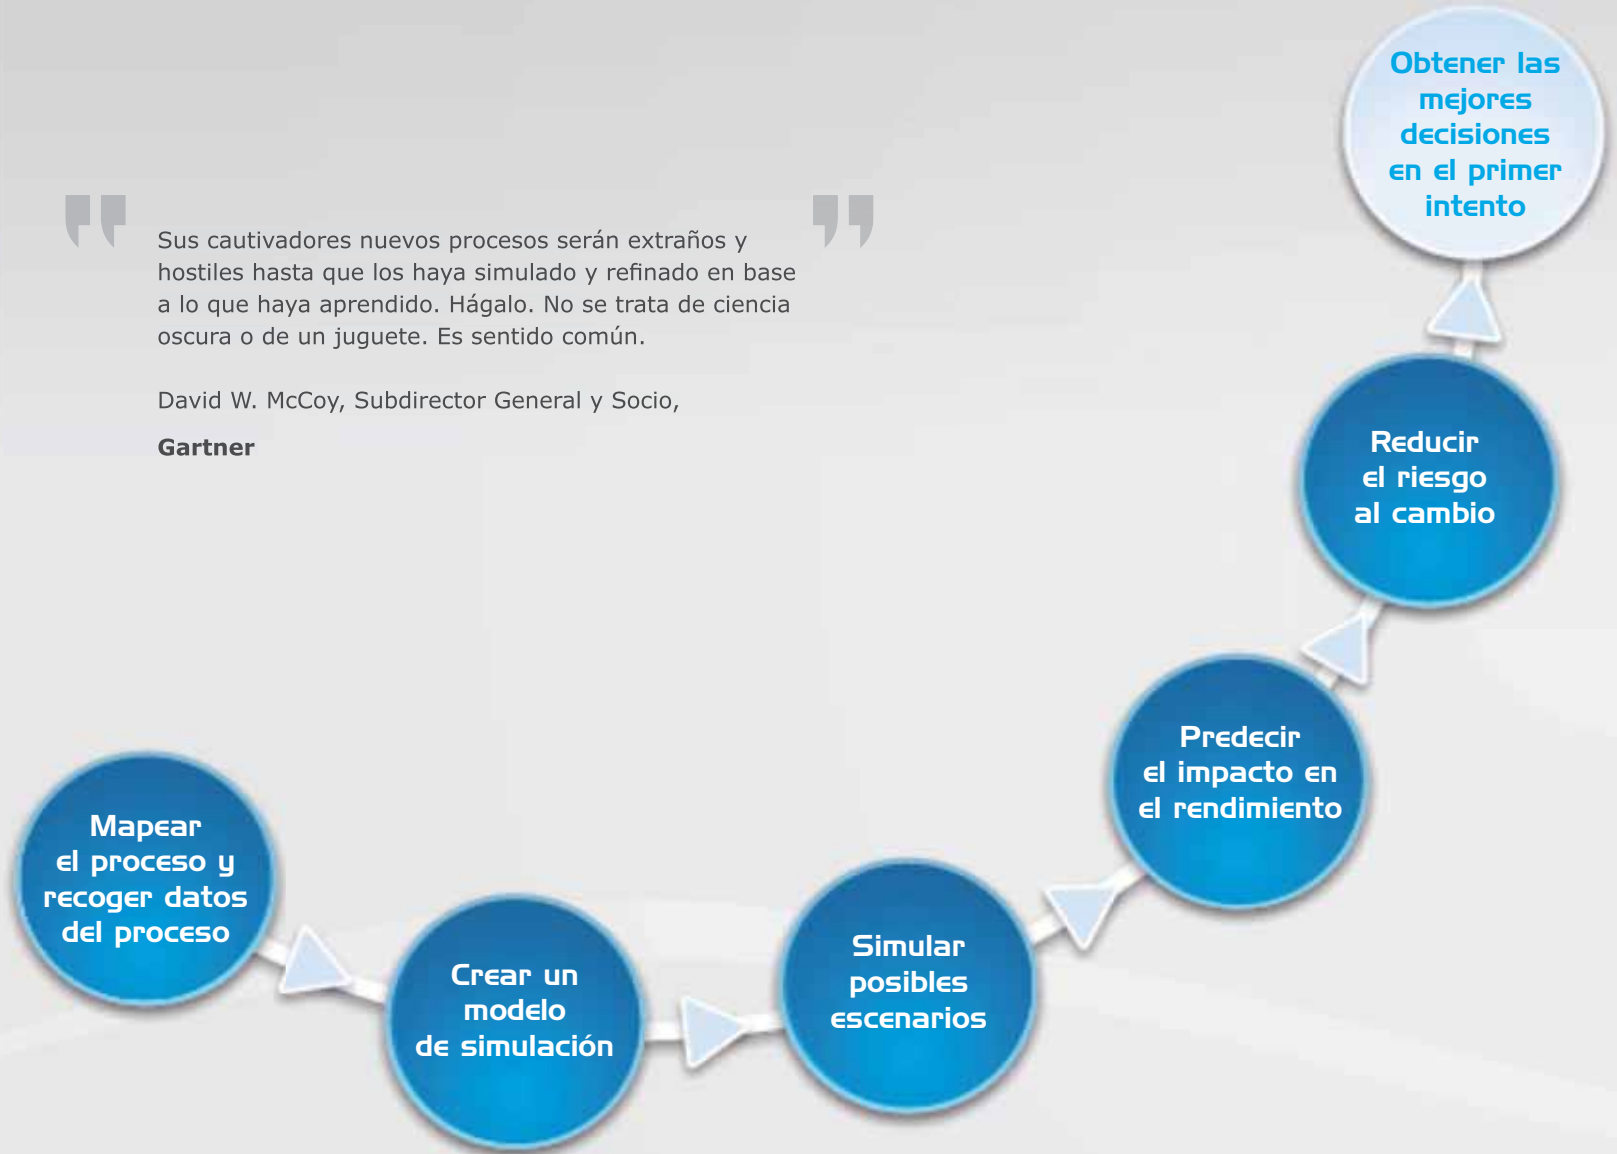 Sus cautivadores nuevos procesos serán extraños y
hostiles hasta que los haya simulado y refinado en base
a lo que haya aprendido. Hágalo. No se trata de ciencia
oscura o de un juguete. Es sentido común.
David W. McCoy, Subdirector General y Socio,
Gartner
Mapear
el proceso y
recoger datos
del proceso
Crear un
modelo
de simulación
Simular
posibles
escenarios
Predecir
el impacto en
el rendimiento
Reducir
el riesgo
al cambio
Obtener las
mejores
decisiones
en el primer
intento